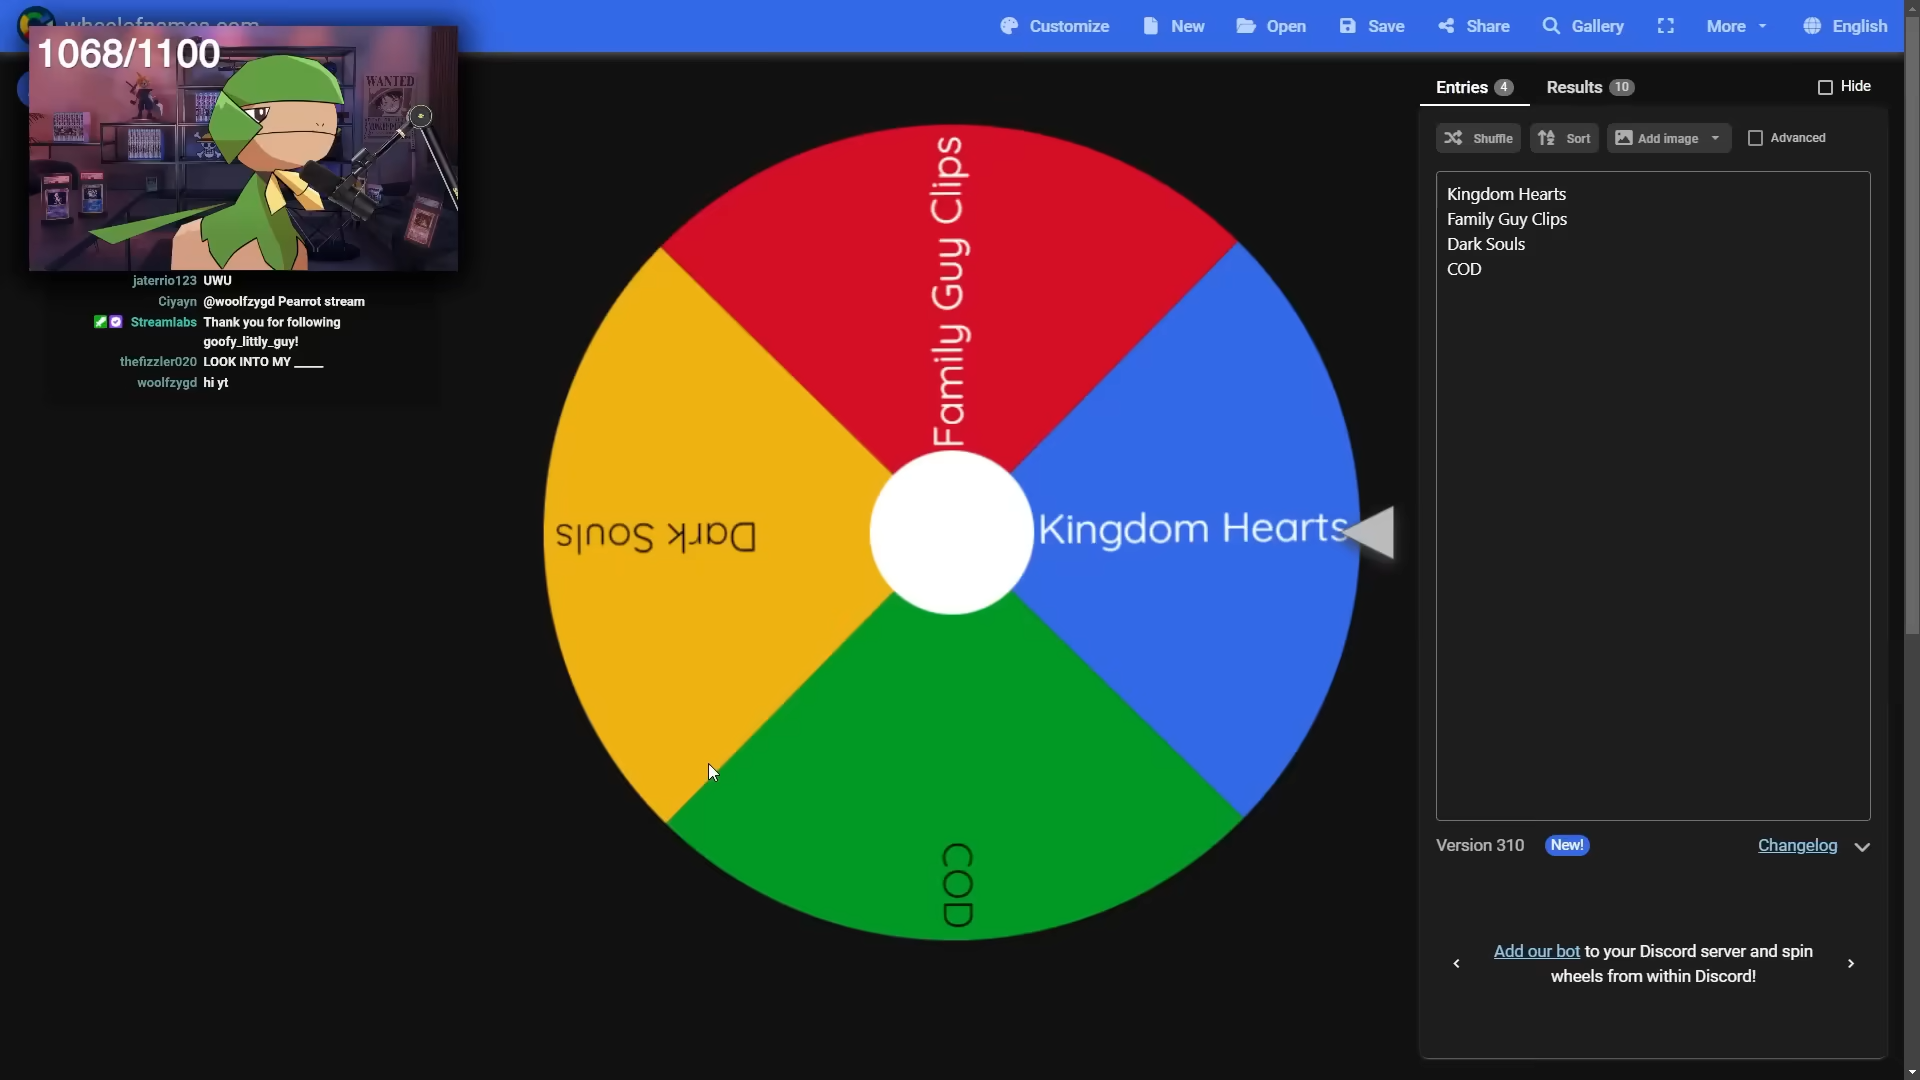 wheelofnames.com
Customize
New
Open
Save
Share
Gallery
More
English
1068/1100
WANTED
jaterrio123 UWU
Ciyayn @woolfzygd Pearrot stream
Streamlabs Thank you for following
goofy_littly_guy!
thefizzler020 LOOK INTO MY _____
woolfzygd hi yt
Family Guy Clips
Kingdom Hearts
Dark Souls
COD
Entries 4
Results 10
Hide
Shuffle
Sort
Add image
Advanced
Kingdom Hearts
Family Guy Clips
Dark Souls
COD
Version 310 New! Changelog
Add our bot to your Discord server and spin
wheels from within Discord!